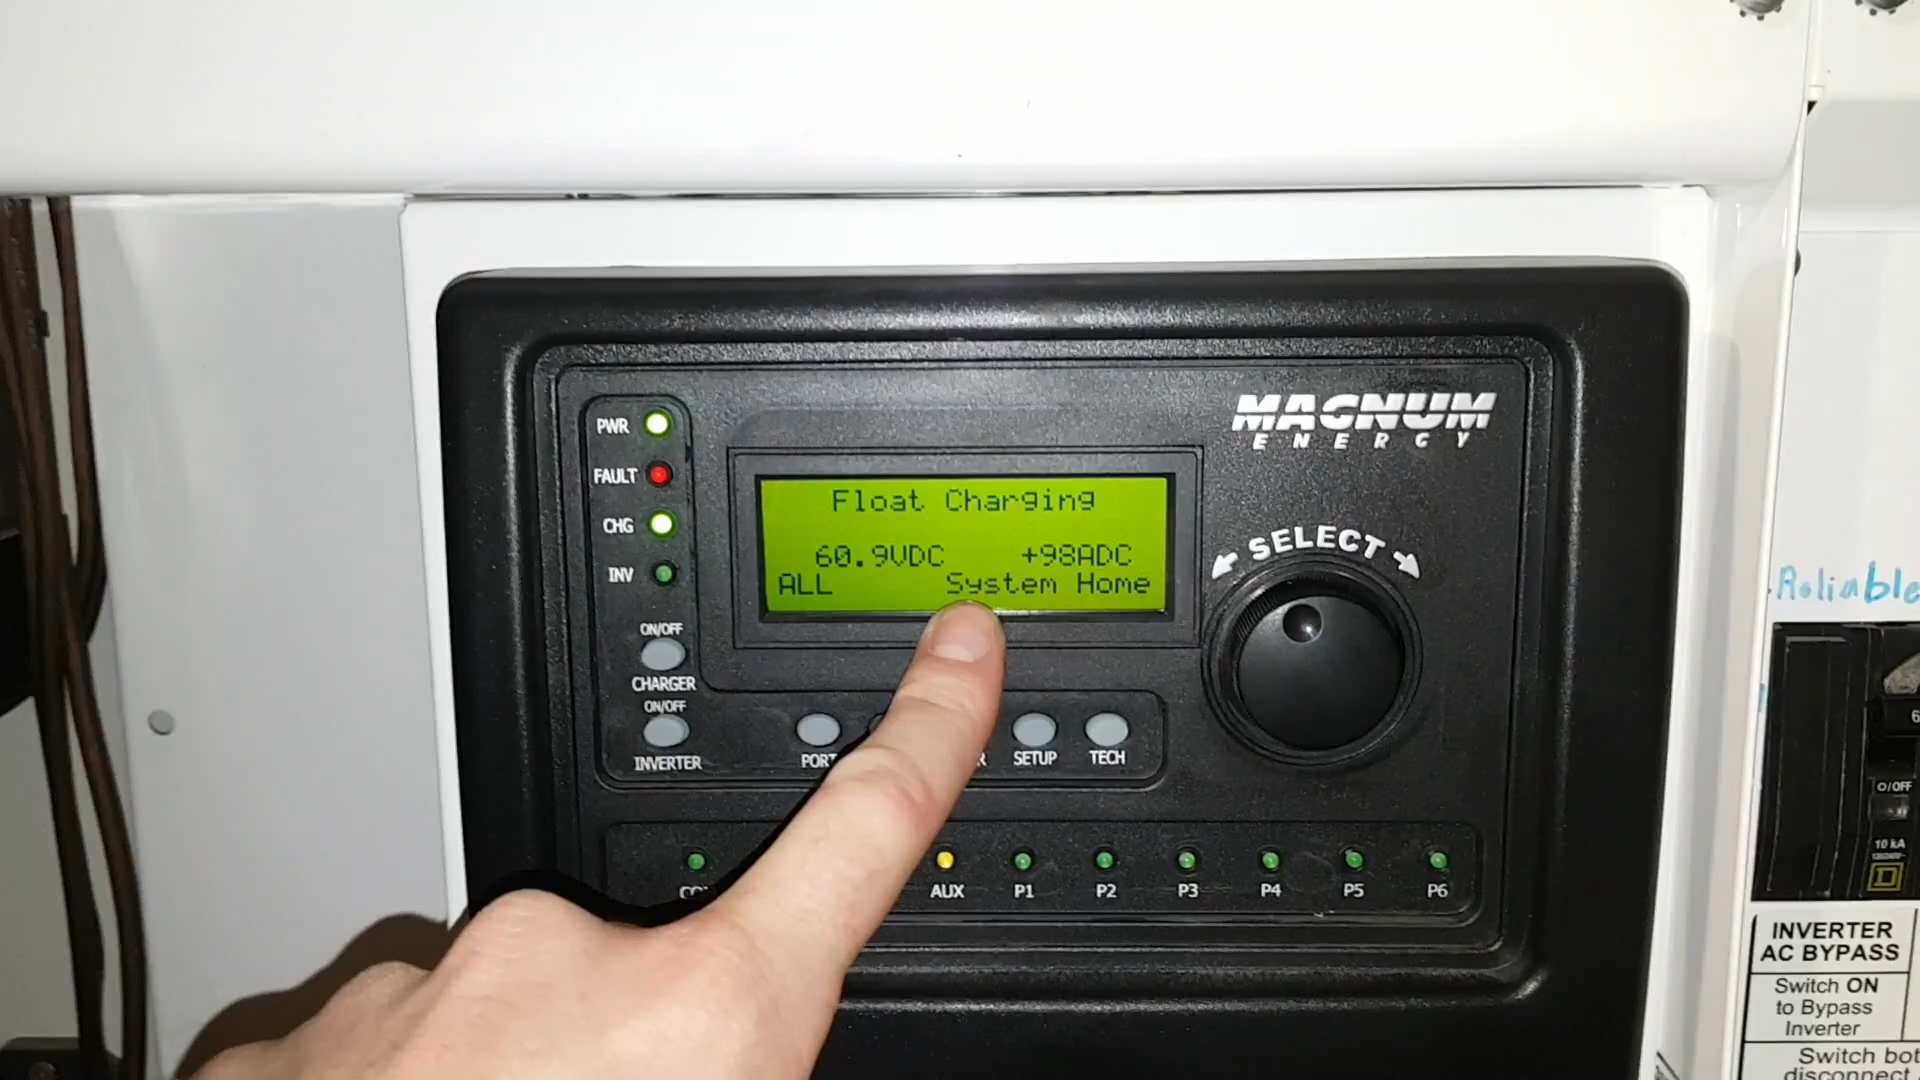 MAGNUM
ENERGY
PWR
FAULT
CHG
INV
Float Charging
60.9VDC +98ADC
ALL System Home
SELECT
ON/OFF
CHARGER
ON/OFF
INVERTER
SETUP
TECH
AUX
P1
P2
P3
P4
P5
P6
Reliable
O/OFF
10 kA
INVERTER
AC BYPASS
Switch ON
to Bypass
Inverter
Switch
disconnect